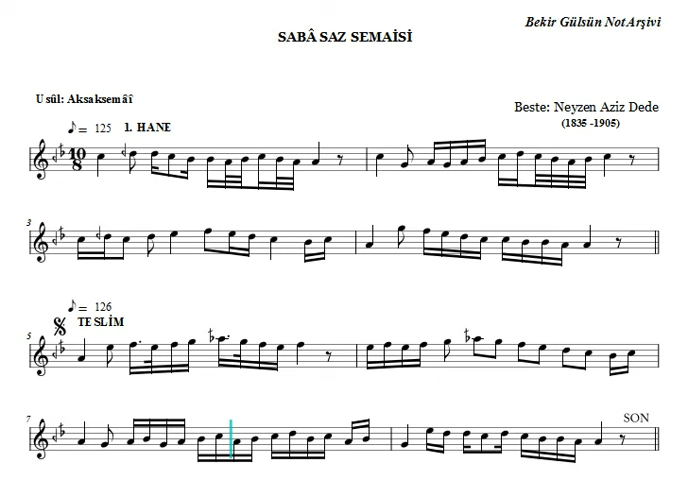 Bekir Gülsün NotArşivi
SABÂ SAZ SEMAİSİ
Usûl: Aksaksemâî
Beste: Neyzen Aziz Dede
(1835 -1905)
= 125 1. HANE
10
8
3
= 126
TESLİM
5
7
SON